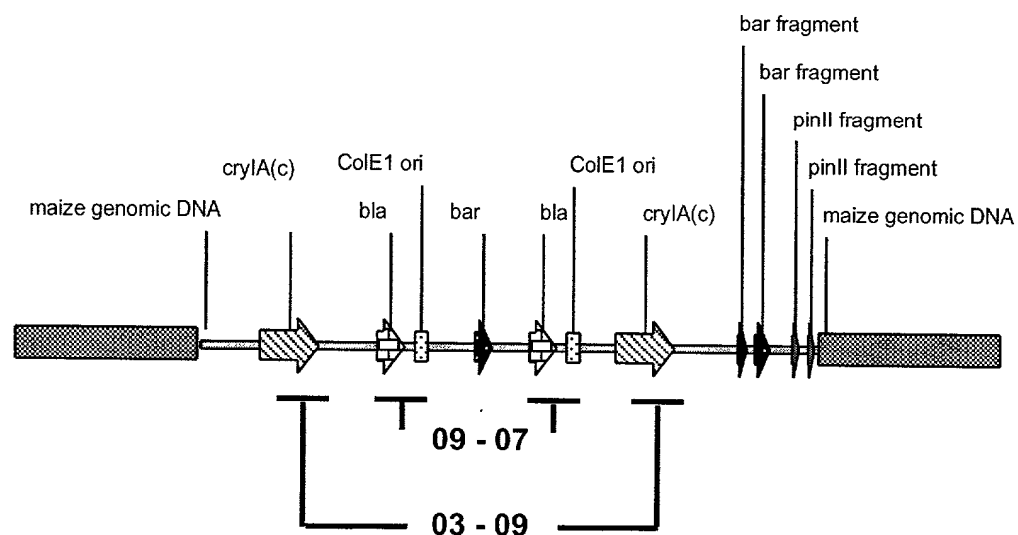 bar fragment
bar fragment
pinII fragment
pinII fragment
cryIA(c)
ColE1 ori
ColE1 ori
maize genomic DNA
bla
bar
bla
cryIA(c)
maize genomic DNA
09 - 07
03 - 09